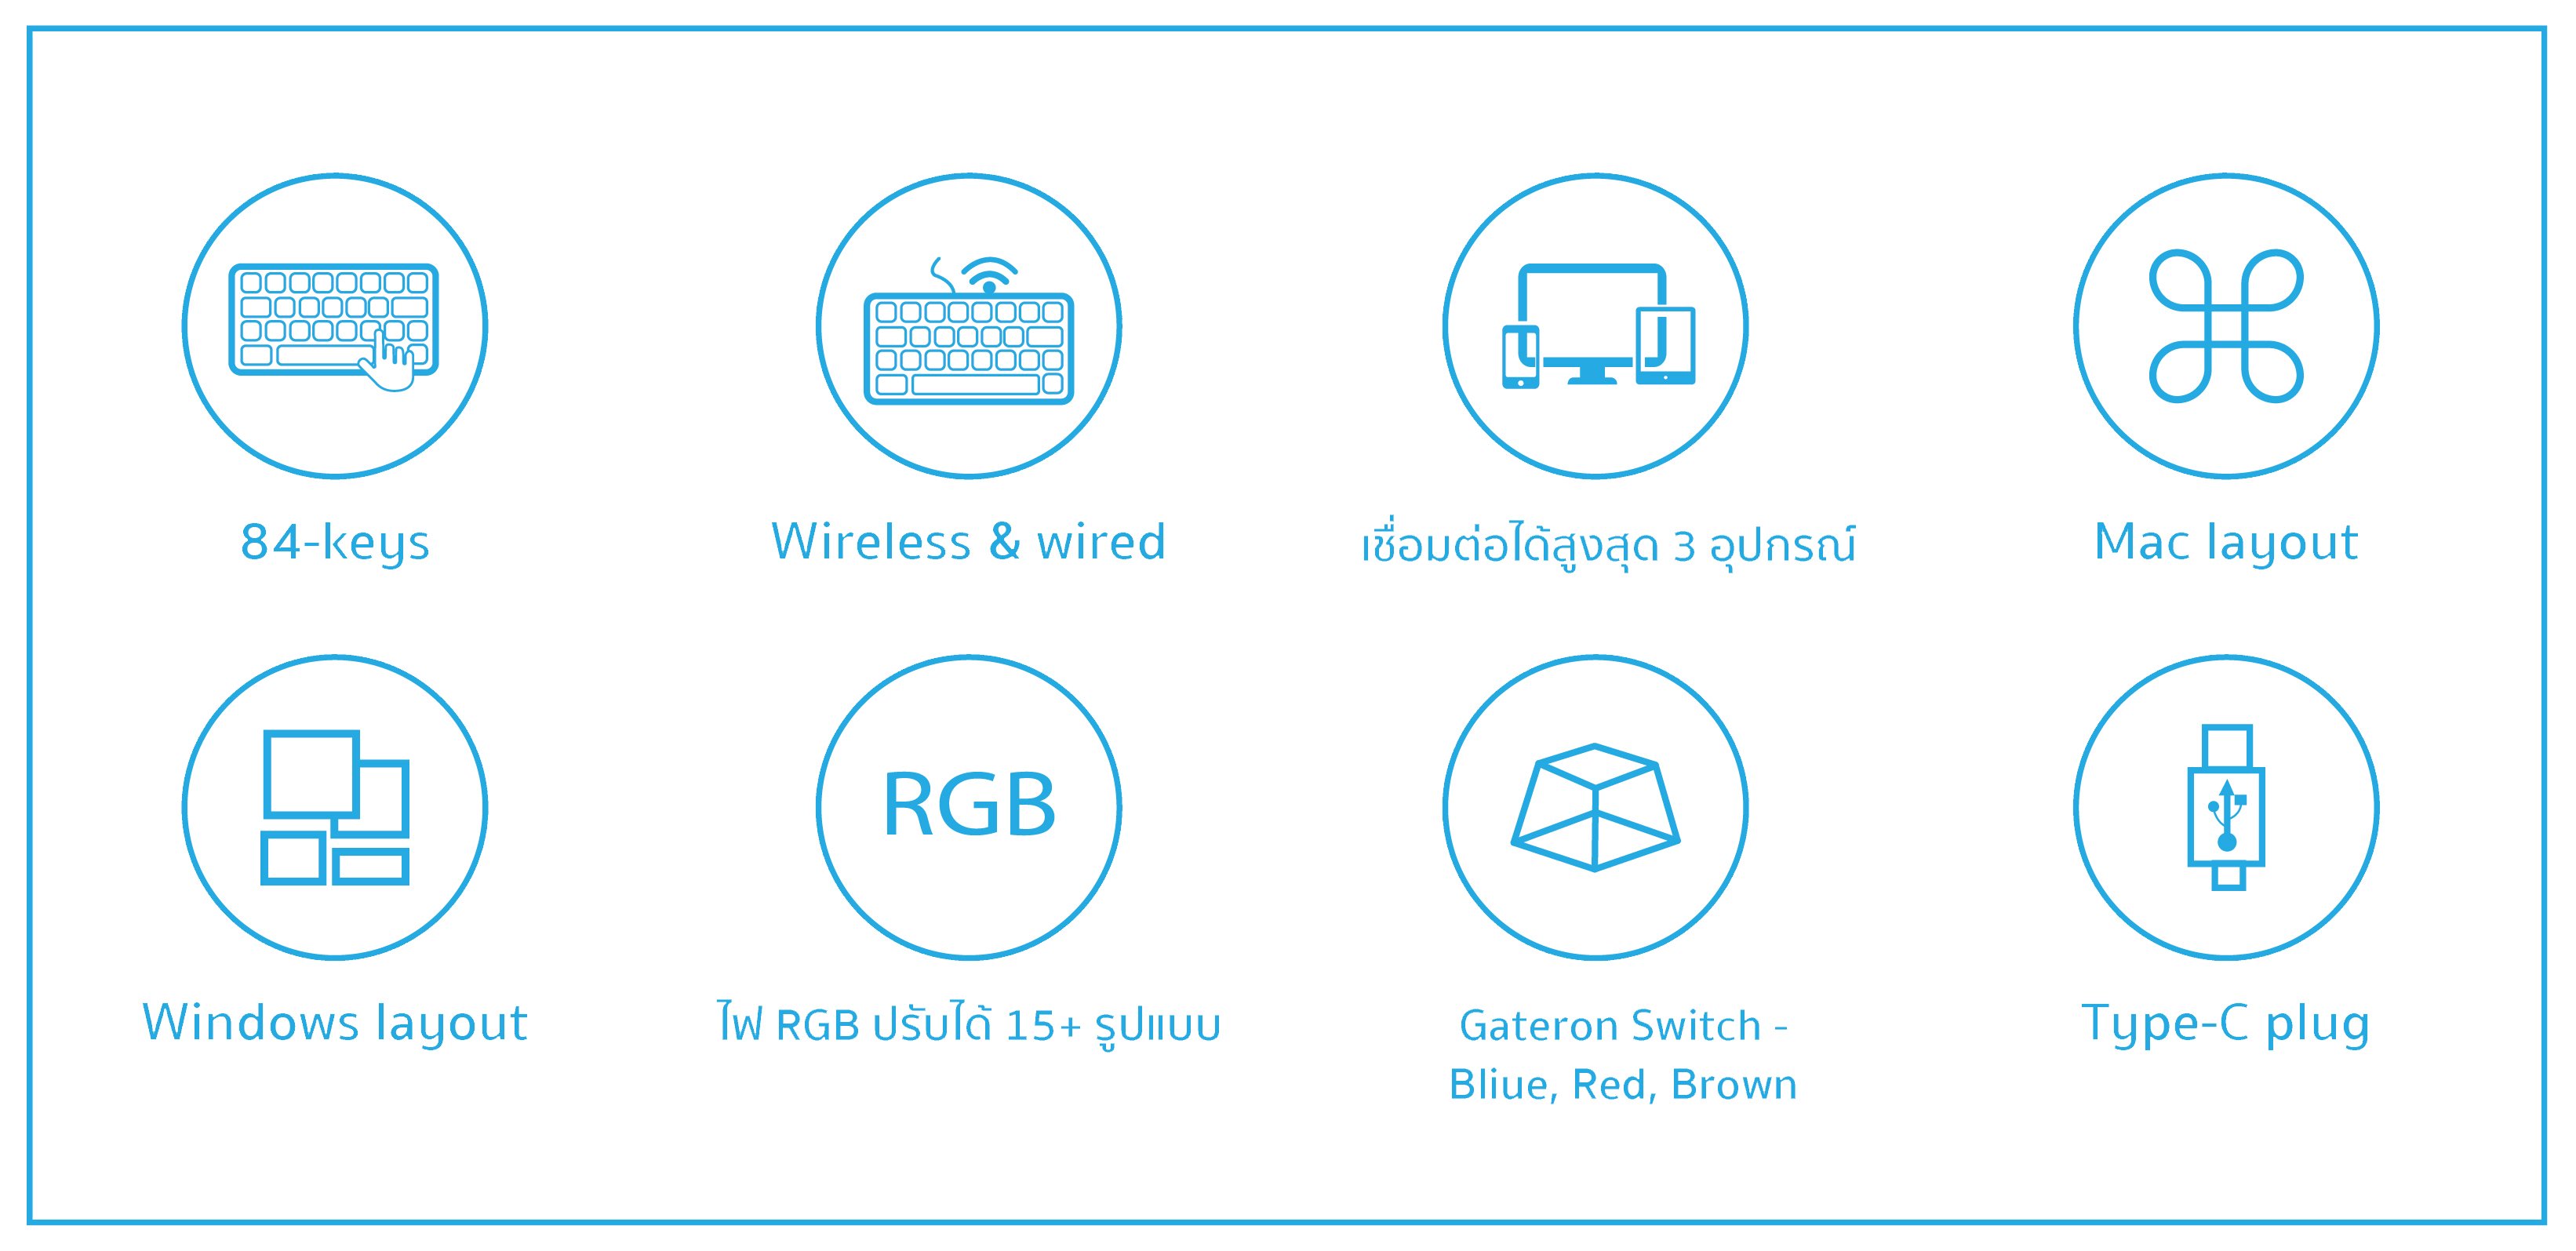 84-keys
Wireless & wired
เชื่อมต่อได้สูงสุด 3 อุปกรณ์
Mac layout
RGB
Windows layout
ไฟ RGB ปรับได้ 15+ รูปแบบ
Gateron Switch -
Bliue, Red, Brown
Type-C plug